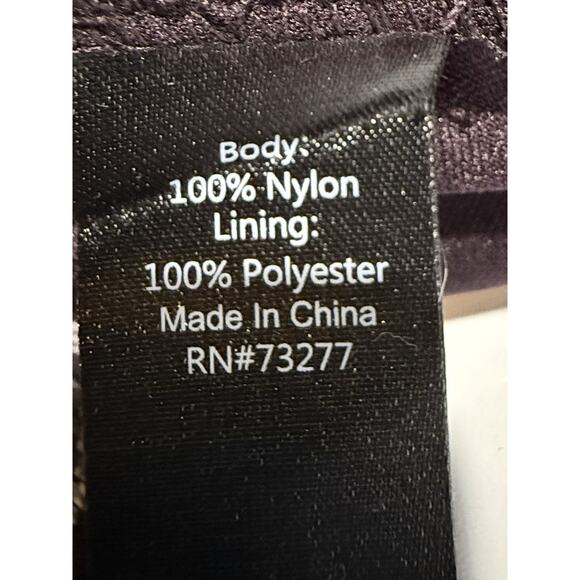 Body:
100% Nylon
Lining:
100% Polyester
Made In China
RN#73277